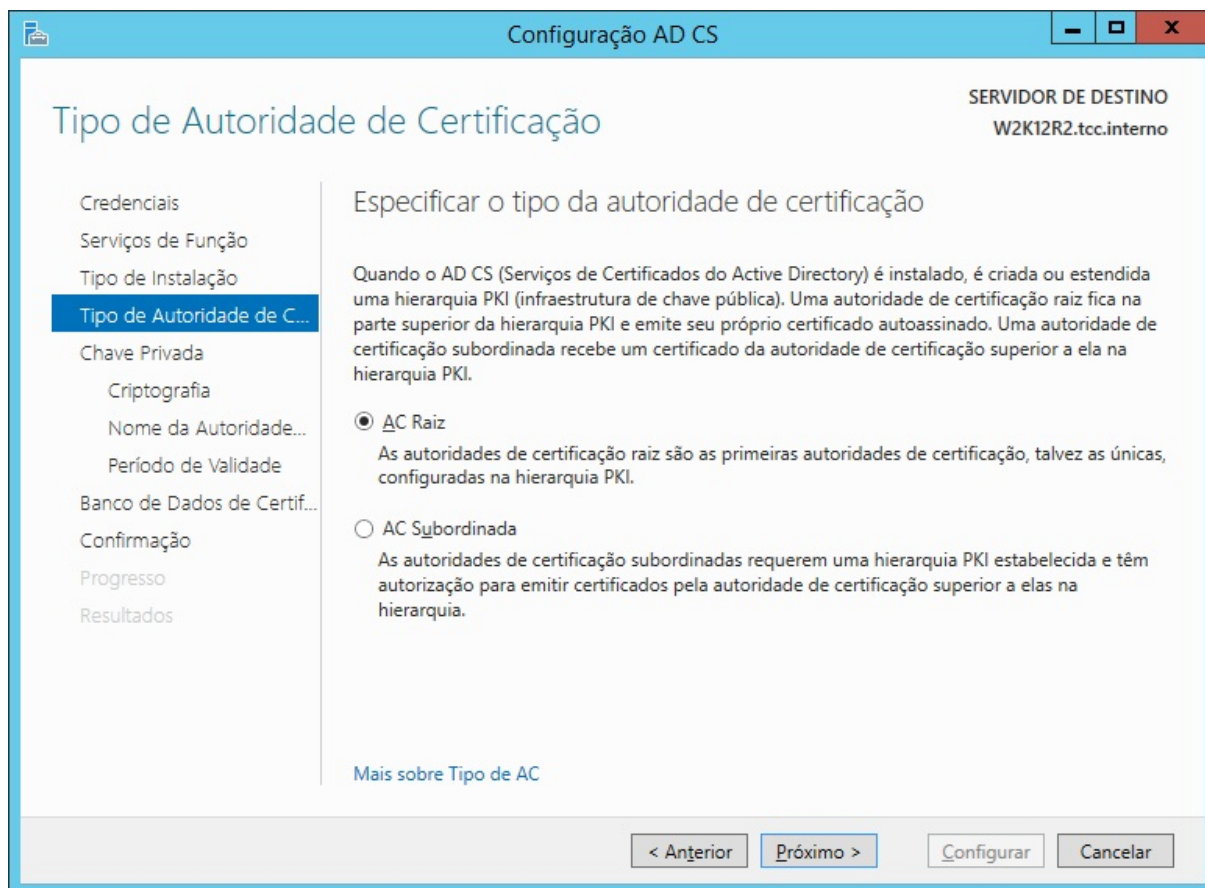 Configuração AD CS
Tipo de Autoridade de Certificação
SERVIDOR DE DESTINO
W2K12R2.tcc.interno
Credenciais
Serviços de Função
Tipo de Instalação
Tipo de Autoridade de C...
Chave Privada
Criptografia
Nome da Autoridade...
Período de Validade
Banco de Dados de Certif...
Confirmação
Progresso
Resultados
Especificar o tipo da autoridade de certificação
Quando o AD CS (Serviços de Certificados do Active Directory) é instalado, é criada ou estendida
uma hierarquia PKI (infraestrutura de chave pública). Uma autoridade de certificação raiz fica na
parte superior da hierarquia PKI e emite seu próprio certificado autoassinado. Uma autoridade de
certificação subordinada recebe um certificado da autoridade de certificação superior a ela na
hierarquia PKI.
AC Raiz
As autoridades de certificação raiz são as primeiras autoridades de certificação, talvez as únicas,
configuradas na hierarquia PKI.
AC Subordinada
As autoridades de certificação subordinadas requerem uma hierarquia PKI estabelecida e têm
autorização para emitir certificados pela autoridade de certificação superior a elas na
hierarquia.
Mais sobre Tipo de AC
< Anterior
Próximo >
Configurar
Cancelar